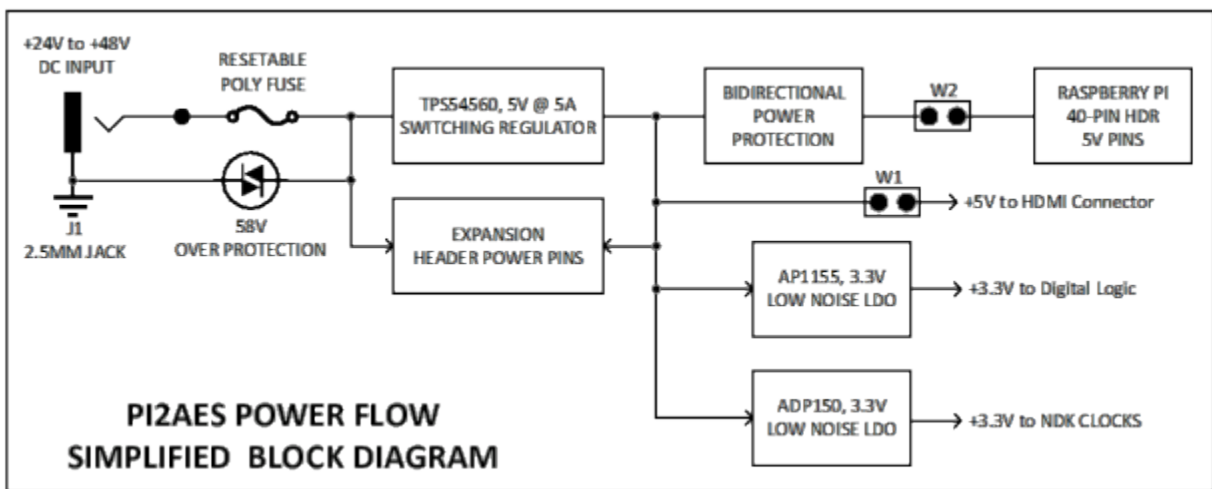 +24V to +48V
DC INPUT
RESETABLE
POLY FUSE
TPS54560, 5V @ 5A
SWITCHING REGULATOR
BIDIRECTIONAL
POWER
PROTECTION
W2
RASPBERRY PI
40-PIN HDR
5V PINS
W1
+5V to HDMI Connector
J1
2.5MM JACK
58V
OVER PROTECTION
EXPANSION
HEADER POWER PINS
AP1155, 3.3V
LOW NOISE LDO
+3.3V to Digital Logic
ADP150, 3.3V
LOW NOISE LDO
+3.3V to NDK CLOCKS
PI2AES POWER FLOW
SIMPLIFIED BLOCK DIAGRAM